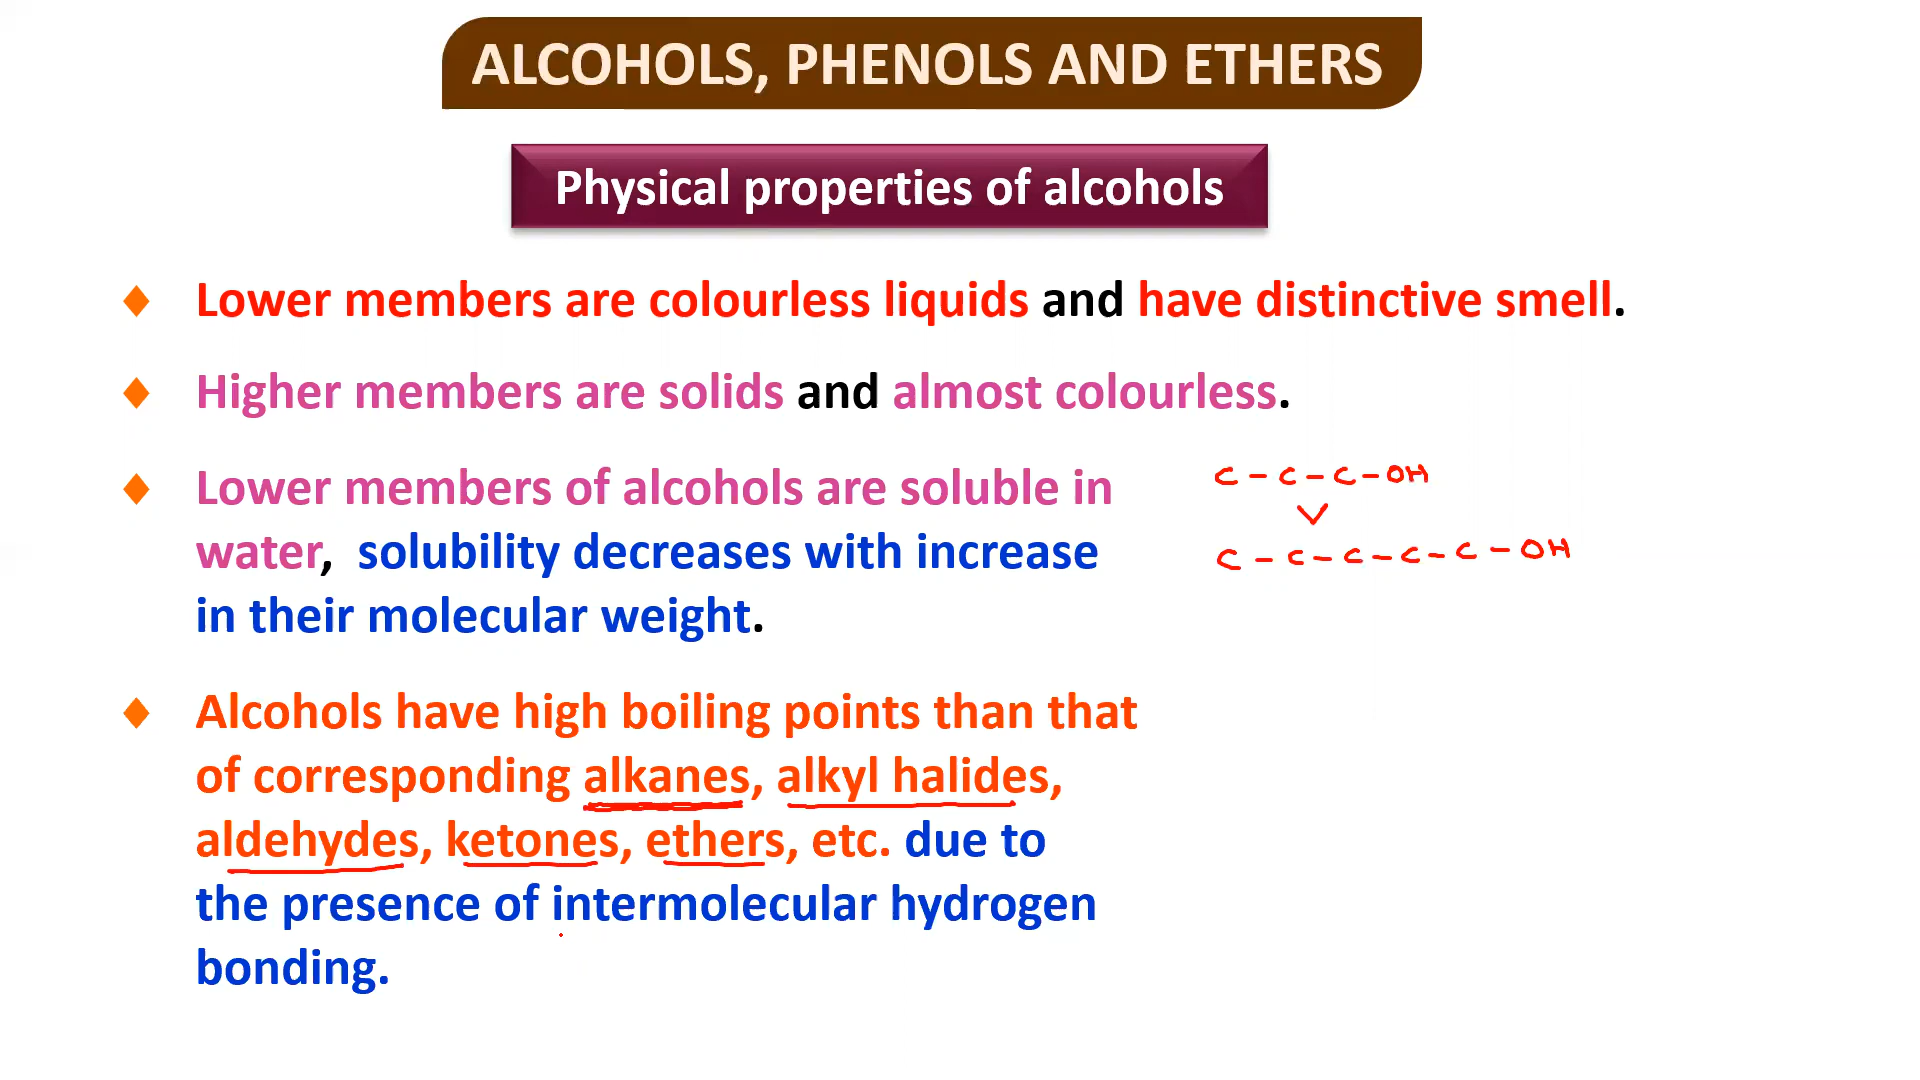 ALCOHOLS, PHENOLS AND ETHERS
Physical properties of alcohols
♦ Lower members are colourless liquids and have distinctive smell.
♦ Higher members are solids and almost colourless.
♦ Lower members of alcohols are soluble in
water, solubility decreases with increase
in their molecular weight.
C - C - C - OH
>
C - C - C - C - C - OH
♦ Alcohols have high boiling points than that
of corresponding alkanes, alkyl halides,
aldehydes, ketones, ethers, etc. due to
the presence of intermolecular hydrogen
bonding.